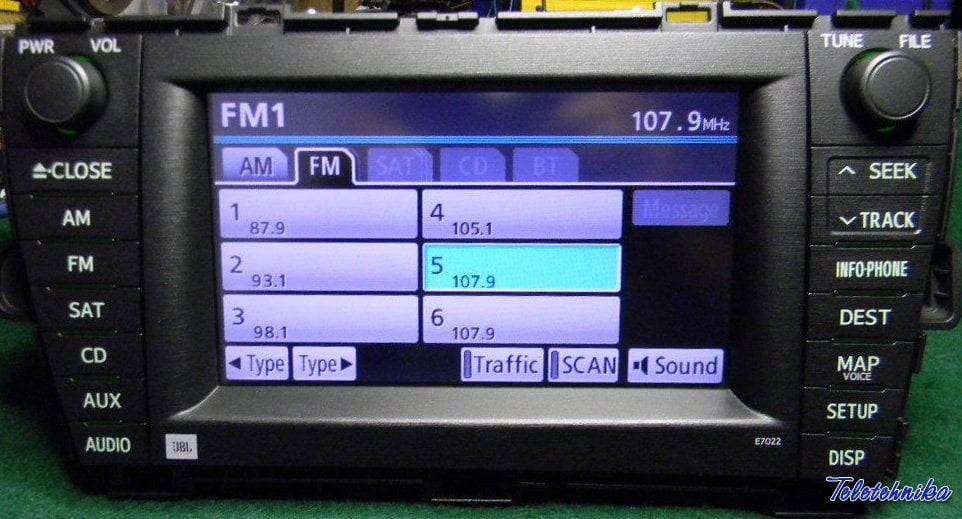 PWR VOL
TUNE FILE
FM1
107.9MHz
AM FM SAT CD BT
1 87.9
4 105.1
Message
2 93.1
5 107.9
3 98.1
6 107.9
◀ Type Type ▶ Traffic SCAN Sound
⏏·CLOSE
AM
FM
SAT
CD
AUX
AUDIO
SEEK
TRACK
INFO·PHONE
DEST
MAP
VOICE
SETUP
DISP
JBL
E7022
Teletehnika